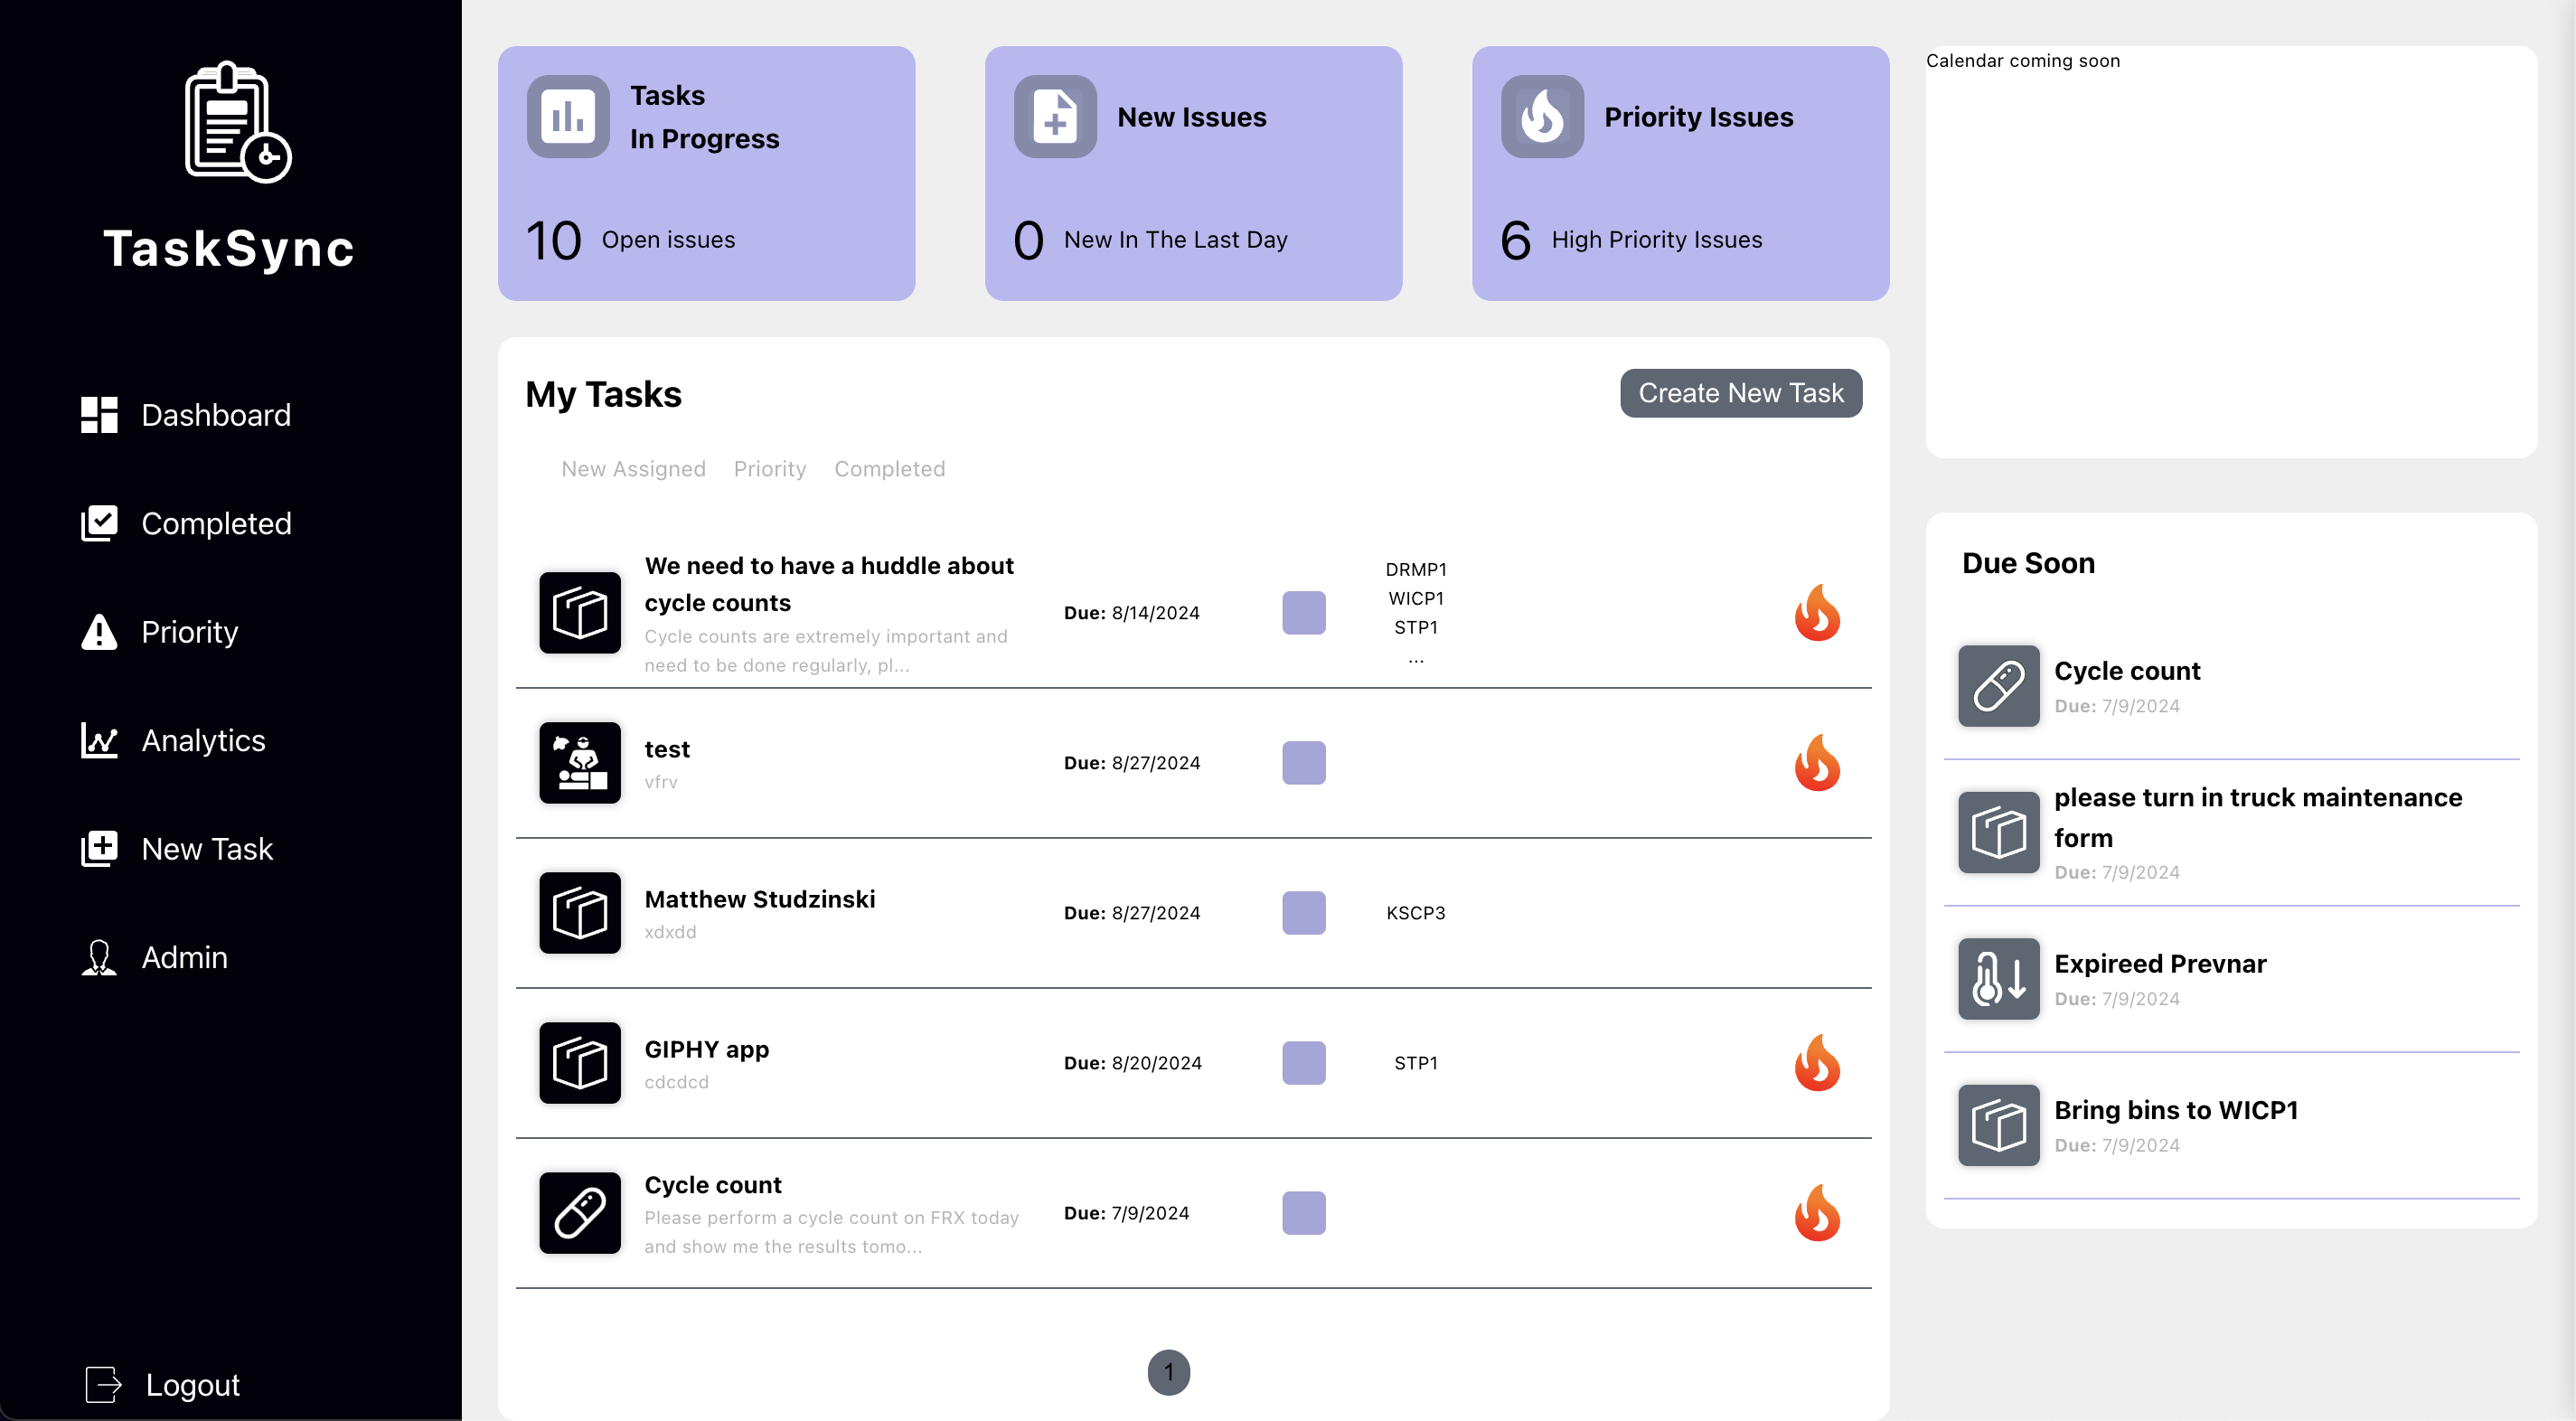 TaskSync
Dashboard
Completed
Priority
Analytics
New Task
Admin
Logout
Tasks
In Progress
10 Open issues
New Issues
0 New In The Last Day
Priority Issues
6 High Priority Issues
My Tasks
Create New Task
New Assigned Priority Completed
We need to have a huddle about
cycle counts
Cycle counts are extremely important and
need to be done regularly, pl...
Due: 8/14/2024
DRMP1
WICP1
STP1
...
test
vfrv
Due: 8/27/2024
Matthew Studzinski
xdxdd
Due: 8/27/2024
KSCP3
GIPHY app
cdcdcd
Due: 8/20/2024
STP1
Cycle count
Please perform a cycle count on FRX today
and show me the results tomo...
Due: 7/9/2024
1
Calendar coming soon
Due Soon
Cycle count
Due: 7/9/2024
please turn in truck maintenance
form
Due: 7/9/2024
Expireed Prevnar
Due: 7/9/2024
Bring bins to WICP1
Due: 7/9/2024